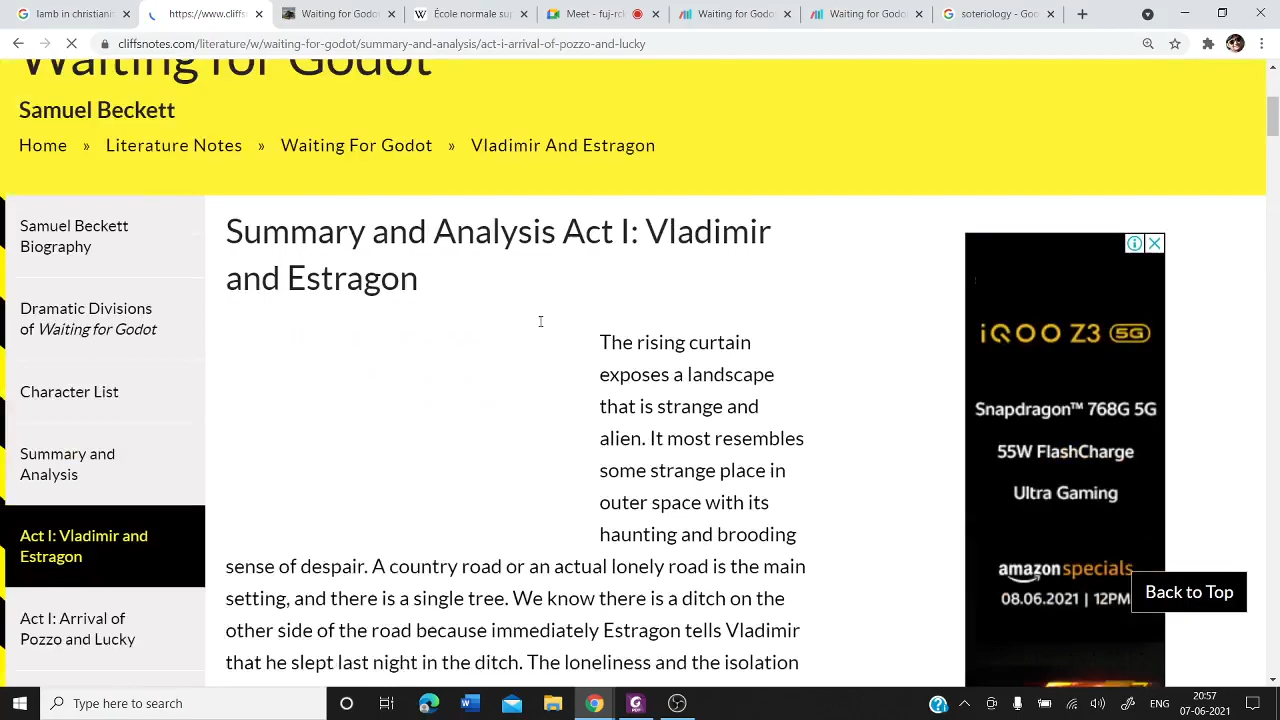 lamb in christian
https://www.cliffs
Waiting for Godot
École normale sup
Meet - fuj-rck
Waiting for Godot
Waiting for Godot
soteriology - Goo
cliffsnotes.com/literature/w/waiting-for-godot/summary-and-analysis/act-i-arrival-of-pozzo-and-lucky
Waiting for Godot
Samuel Beckett
Home » Literature Notes » Waiting For Godot » Vladimir And Estragon
Samuel Beckett
Biography
Dramatic Divisions
of Waiting for Godot
Character List
Summary and
Analysis
Act I: Vladimir and
Estragon
Act I: Arrival of
Pozzo and Lucky
Summary and Analysis Act I: Vladimir
and Estragon
The rising curtain
exposes a landscape
that is strange and
alien. It most resembles
some strange place in
outer space with its
haunting and brooding
sense of despair. A country road or an actual lonely road is the main
setting, and there is a single tree. We know there is a ditch on the
other side of the road because immediately Estragon tells Vladimir
that he slept last night in the ditch. The loneliness and the isolation
iQOO Z3 5G
Snapdragon™ 768G 5G
55W FlashCharge
Ultra Gaming
amazon specials
08.06.2021 | 12PM
Back to Top
Type here to search
ENG
20:57
07-06-2021